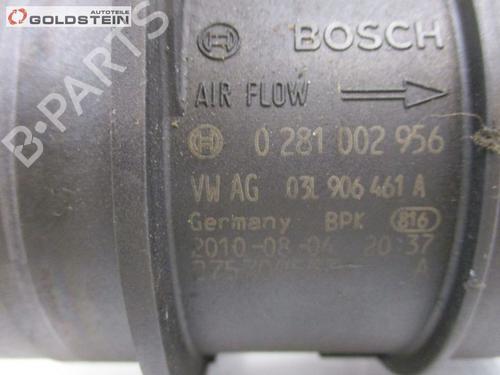 Autoteile
GOLDSTEIN
BOSCH
AIR FLOW
0 281 002 956
VW AG 03L 906 461 A
Germany BPK 816
2010-08-04 20:37
A
B-PARTS